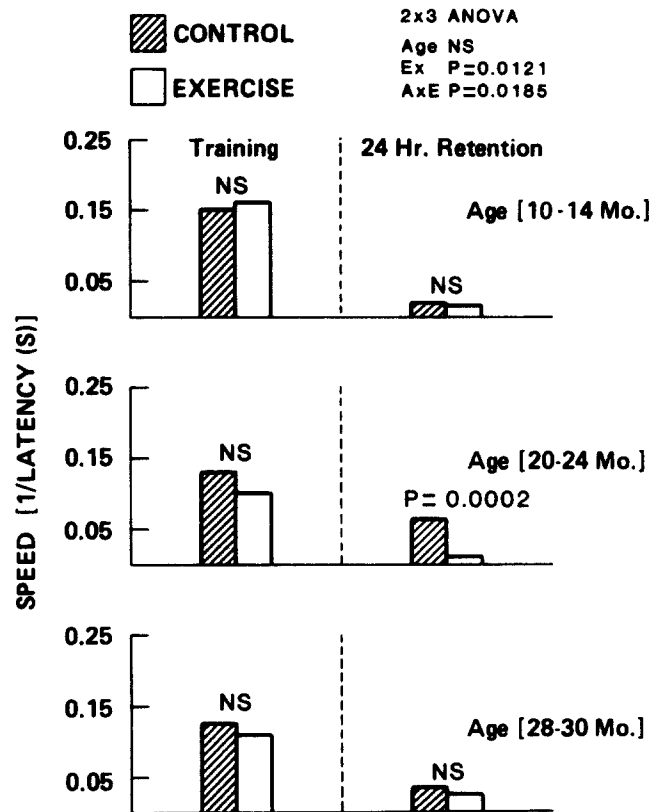 CONTROL
EXERCISE
2x3 ANOVA
Age NS
Ex P=0.0121
AxE P=0.0185
SPEED [1/LATENCY (S)]
0.25
0.15
0.05
Training
24 Hr. Retention
NS
Age [10-14 Mo.]
NS
0.25
0.15
0.05
NS
Age [20-24 Mo.]
P= 0.0002
0.25
0.15
0.05
NS
Age [28-30 Mo.]
NS